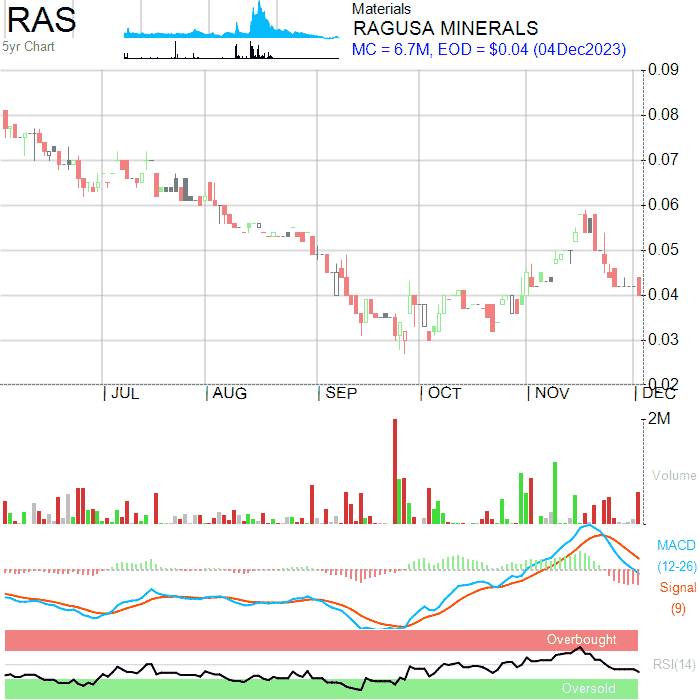 RAS
5yr Chart
Materials
RAGUSA MINERALS
MC = 6.7M, EOD = $0.04 (04Dec2023)
0.09
0.08
0.07
0.06
0.05
0.04
0.03
0.02
JUL AUG SEP OCT NOV DEC
2M
Volume
MACD
(12-26)
Signal
(9)
Overbought
RSI(14)
Oversold